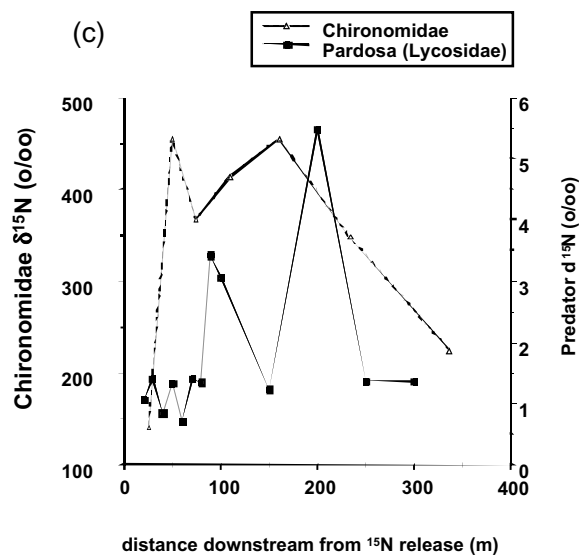 (c)
Chironomidae
Pardosa (Lycosidae)
500
400
300
200
100
Chironomidae δ¹⁵N (o/oo)
6
5
4
3
2
1
0
Predator d¹⁵N (o/oo)
0
100
200
300
400
distance downstream from ¹⁵N release (m)